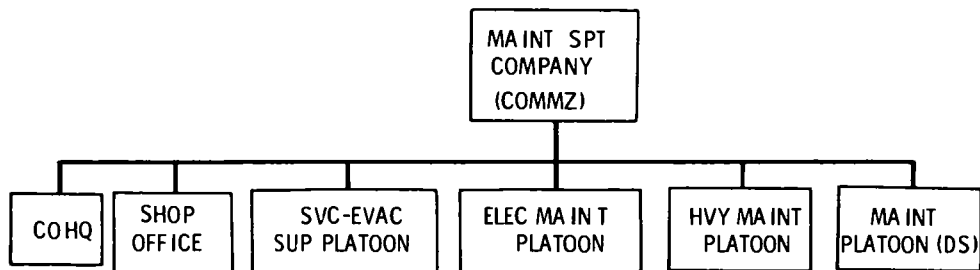 MAINT SPT
COMPANY
(COMMZ)
COHQ
SHOP
OFFICE
SVC-EVAC
SUP PLATOON
ELEC MAINT
PLATOON
HVY MAINT
PLATOON
MAINT
PLATOON (DS)